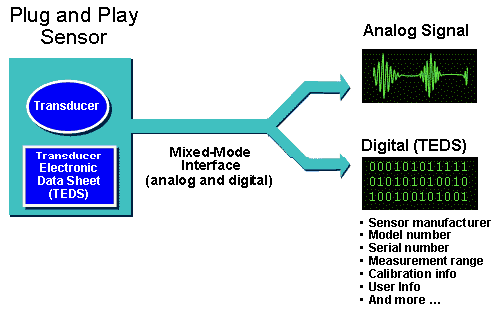 Plug and Play
Sensor
Transducer
Transducer
Electronic
Data Sheet
(TEDS)
Mixed-Mode
Interface
(analog and digital)
Analog Signal
Digital (TEDS)
000101011111
010101010010
100100101001
• Sensor manufacturer
• Model number
• Serial number
• Measurement range
• Calibration info
• User Info
• And more ...